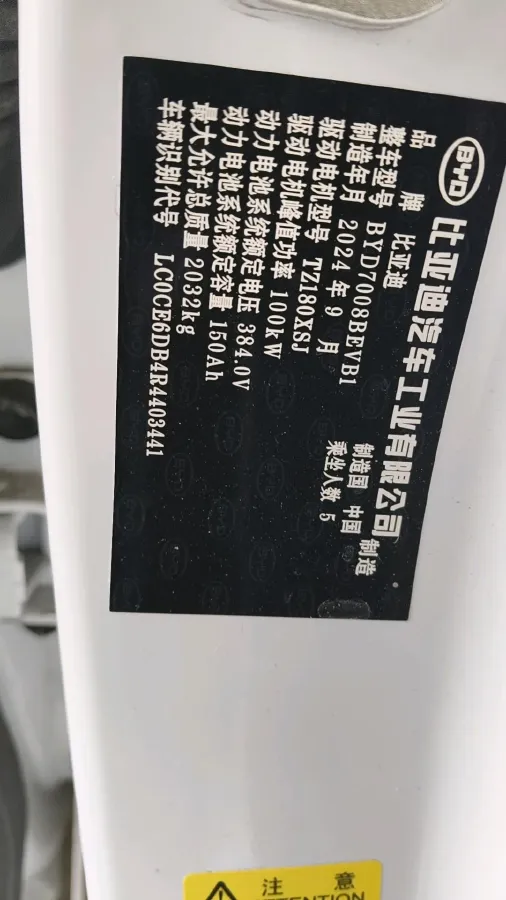 BYD 比亚迪汽车工业有限公司 制造
品牌 比亚迪 制造国 中国
整车型号 BYD7008BEVB1 乘坐人数 5
制造年月 2024 年 9 月
驱动电机型号 TZ180XSJ
驱动电机峰值功率 100kW
动力电池系统额定电压 384.0V
动力电池系统额定容量 150Ah
最大允许总质量 2032kg
车辆识别代号 LC0CE6DB4R4403441
注意
ATTENTION